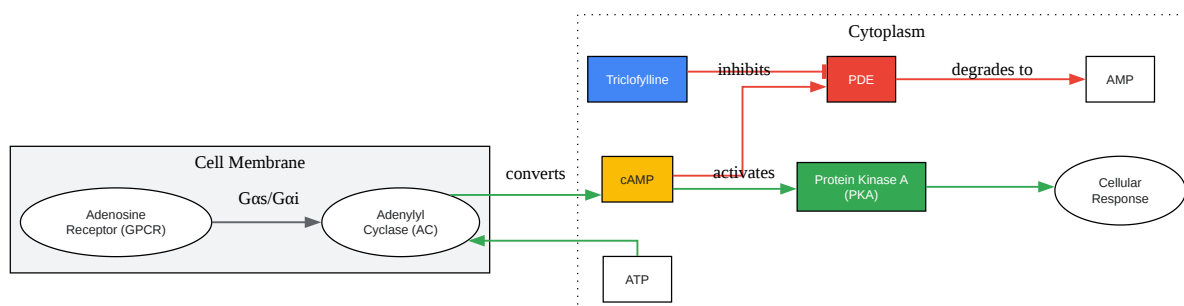 Cytoplasm
Triclofylline
inhibits
PDE
degrades to
AMP
Cell Membrane
Adenosine
Receptor (GPCR)
Gαs/Gαi
Adenylyl
Cyclase (AC)
converts
cAMP
activates
Protein Kinase A
(PKA)
Cellular
Response
ATP